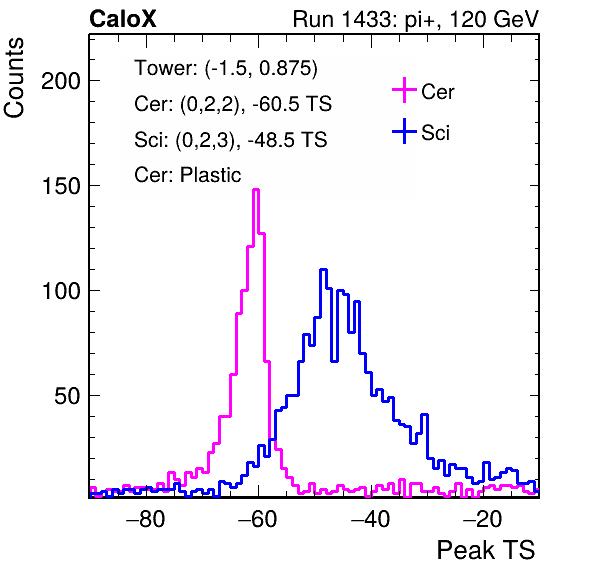 CaloX Run 1433: pi+, 120 GeV
Counts
Tower: (-1.5, 0.875)
Cer: (0,2,2), -60.5 TS
Sci: (0,2,3), -48.5 TS
Cer: Plastic
Cer
Sci
200
150
100
50
−80 −60 −40 −20
Peak TS